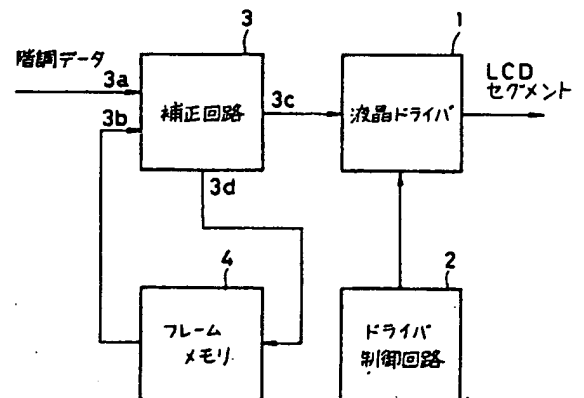 階調データ
3a
3b
3
補正回路
3c
3d
1
液晶ドライバ
LCD
セグメント
4
フレーム
メモリ
2
ドライバ
制御回路